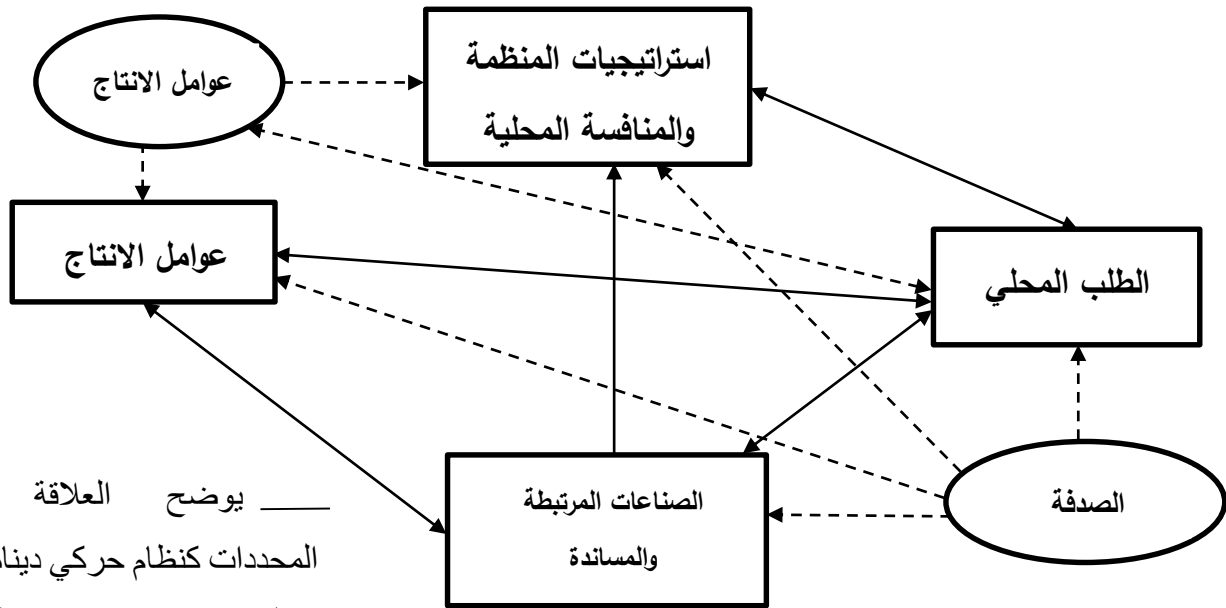 عوامل الانتاج
استراتيجيات المنظمة
والمنافسة المحلية
عوامل الانتاج
الطلب المحلي
الصناعات المرتبطة
والمساندة
الصدفة
____ يوضح العلاقة
المحددات كنظام حركي